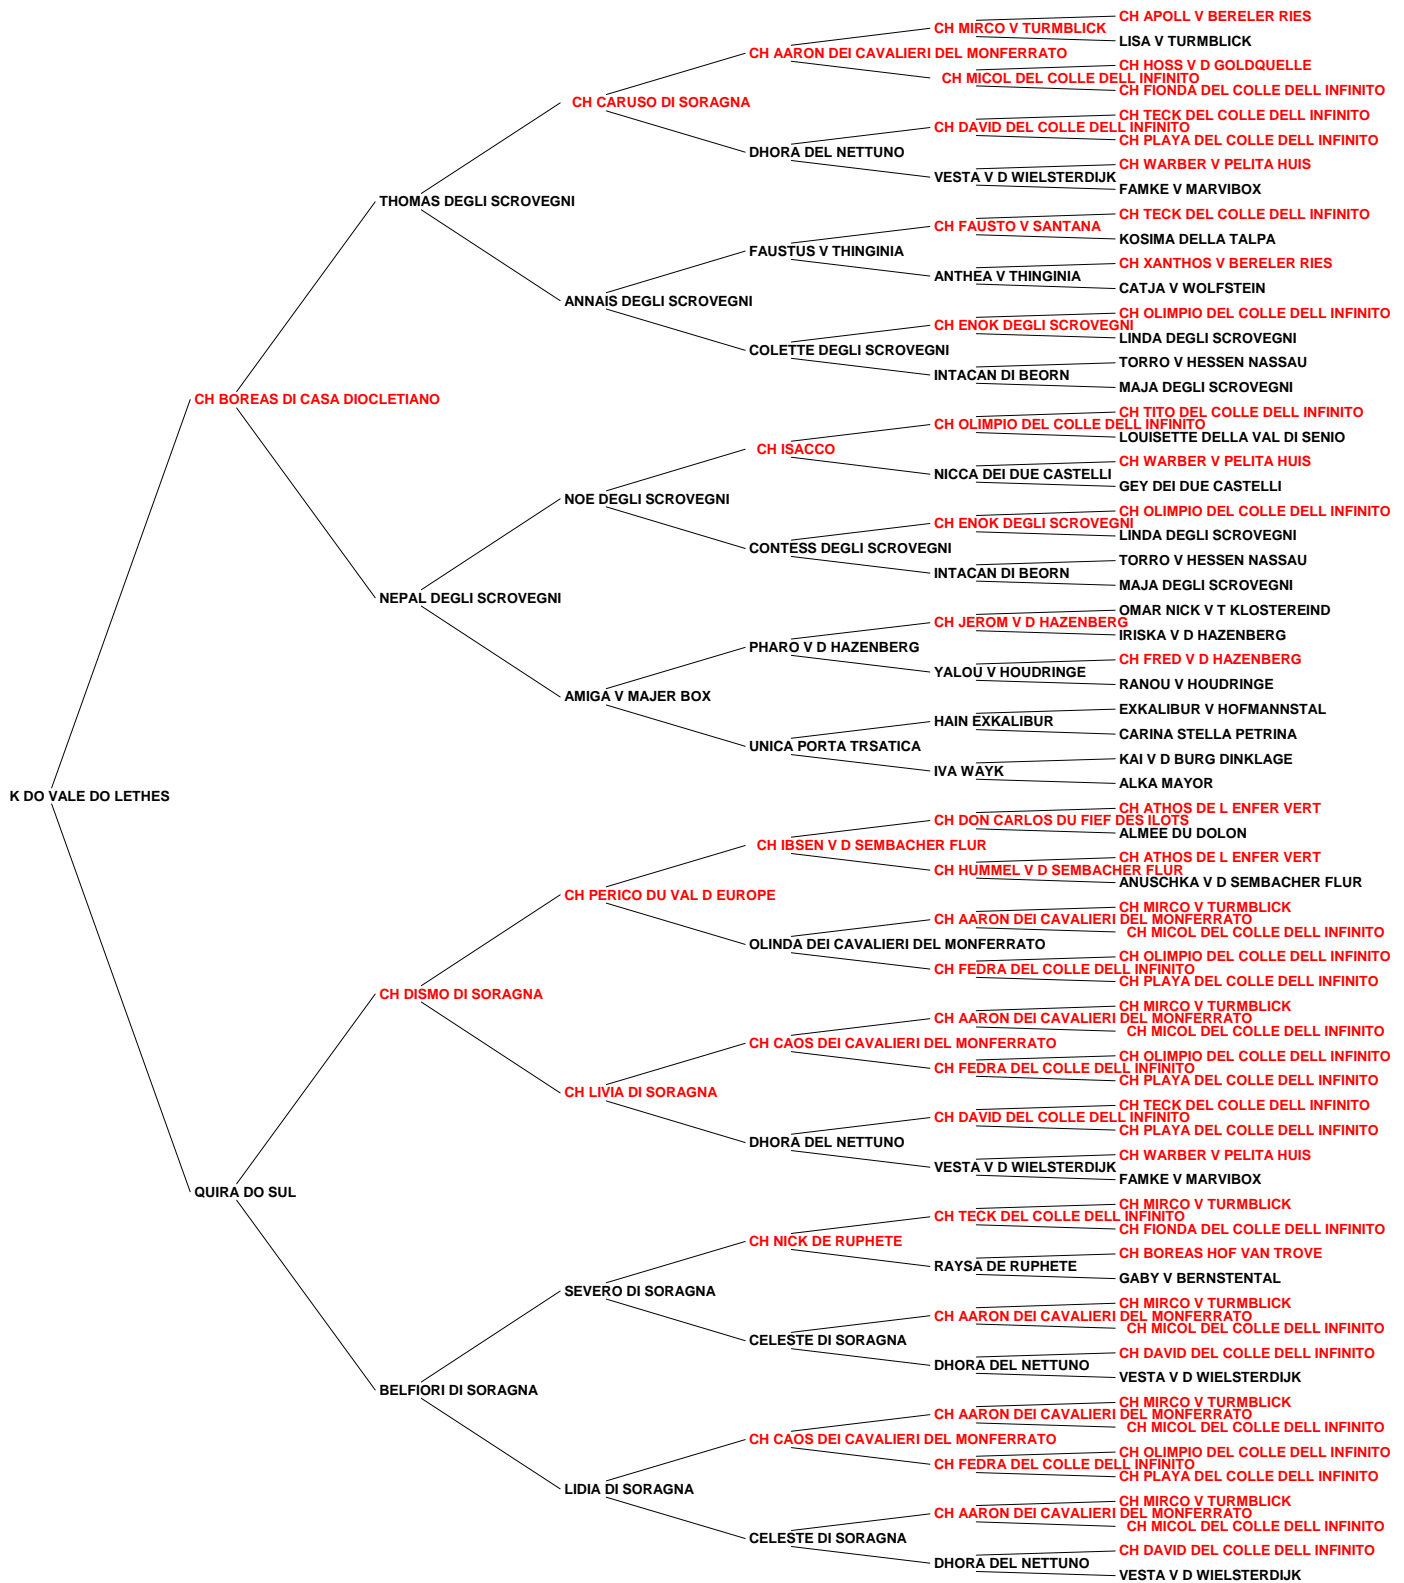 CH APOLL V BERELER RIES
CH MIRCO V TURMBLICK
LISA V TURMBLICK
CH AARON DEI CAVALIERI DEL MONFERRATO
CH HOSS V D GOLDQUELLE
CH MICOL DEL COLLE DELL INFINITO
CH FIONDA DEL COLLE DELL INFINITO
CH CARUSO DI SORAGNA
CH TECK DEL COLLE DELL INFINITO
CH DAVID DEL COLLE DELL INFINITO
CH PLAYA DEL COLLE DELL INFINITO
DHORA DEL NETTUNO
CH WARBER V PELITA HUIS
VESTA V D WIELSTERDIJK
FAMKE V MARVIBOX
THOMAS DEGLI SCROVEGNI
CH TECK DEL COLLE DELL INFINITO
CH FAUSTO V SANTANA
KOSIMA DELLA TALPA
FAUSTUS V THINGINIA
CH XANTHOS V BERELER RIES
ANTHEA V THINGINIA
CATJA V WOLFSTEIN
ANNAIS DEGLI SCROVEGNI
CH OLIMPIO DEL COLLE DELL INFINITO
CH ENOK DEGLI SCROVEGNI
LINDA DEGLI SCROVEGNI
COLETTE DEGLI SCROVEGNI
TORRO V HESSEN NASSAU
INTACAN DI BEORN
MAJA DEGLI SCROVEGNI
CH BOREAS DI CASA DIOCLETIANO
CH TITO DEL COLLE DELL INFINITO
CH OLIMPIO DEL COLLE DELL INFINITO
LOUISETTE DELLA VAL DI SENIO
CH ISACCO
CH WARBER V PELITA HUIS
NICCA DEI DUE CASTELLI
GEY DEI DUE CASTELLI
NOE DEGLI SCROVEGNI
CH OLIMPIO DEL COLLE DELL INFINITO
CH ENOK DEGLI SCROVEGNI
LINDA DEGLI SCROVEGNI
CONTESS DEGLI SCROVEGNI
TORRO V HESSEN NASSAU
INTACAN DI BEORN
MAJA DEGLI SCROVEGNI
NEPAL DEGLI SCROVEGNI
OMAR NICK V T KLOSTEREIND
CH JEROM V D HAZENBERG
IRISKA V D HAZENBERG
PHARO V D HAZENBERG
CH FRED V D HAZENBERG
YALOU V HOUDRINGE
RANOU V HOUDRINGE
AMIGA V MAJER BOX
EXKALIBUR V HOFMANNSTAL
HAIN EXKALIBUR
CARINA STELLA PETRINA
UNICA PORTA TRSATICA
KAI V D BURG DINKLAGE
IVA WAYK
ALKA MAYOR
K DO VALE DO LETHES
CH ATHOS DE L ENFER VERT
CH DON CARLOS DU FIEF DES ILOTS
ALMEE DU DOLON
CH IBSEN V D SEMBACHER FLUR
CH ATHOS DE L ENFER VERT
CH HUMMEL V D SEMBACHER FLUR
ANUSCHKA V D SEMBACHER FLUR
CH PERICO DU VAL D EUROPE
CH MIRCO V TURMBLICK
CH AARON DEI CAVALIERI DEL MONFERRATO
CH MICOL DEL COLLE DELL INFINITO
OLINDA DEI CAVALIERI DEL MONFERRATO
CH OLIMPIO DEL COLLE DELL INFINITO
CH FEDRA DEL COLLE DELL INFINITO
CH PLAYA DEL COLLE DELL INFINITO
CH DISMO DI SORAGNA
CH MIRCO V TURMBLICK
CH AARON DEI CAVALIERI DEL MONFERRATO
CH MICOL DEL COLLE DELL INFINITO
CH CAOS DEI CAVALIERI DEL MONFERRATO
CH OLIMPIO DEL COLLE DELL INFINITO
CH FEDRA DEL COLLE DELL INFINITO
CH PLAYA DEL COLLE DELL INFINITO
CH LIVIA DI SORAGNA
CH TECK DEL COLLE DELL INFINITO
CH DAVID DEL COLLE DELL INFINITO
CH PLAYA DEL COLLE DELL INFINITO
DHORA DEL NETTUNO
CH WARBER V PELITA HUIS
VESTA V D WIELSTERDIJK
FAMKE V MARVIBOX
QUIRA DO SUL
CH MIRCO V TURMBLICK
CH TECK DEL COLLE DELL INFINITO
CH FIONDA DEL COLLE DELL INFINITO
CH NICK DE RUPHETE
CH BOREAS HOF VAN TROVE
RAYSA DE RUPHETE
GABY V BERNSTENTAL
SEVERO DI SORAGNA
CH MIRCO V TURMBLICK
CH AARON DEI CAVALIERI DEL MONFERRATO
CH MICOL DEL COLLE DELL INFINITO
CELESTE DI SORAGNA
CH DAVID DEL COLLE DELL INFINITO
DHORA DEL NETTUNO
VESTA V D WIELSTERDIJK
BELFIORI DI SORAGNA
CH MIRCO V TURMBLICK
CH AARON DEI CAVALIERI DEL MONFERRATO
CH MICOL DEL COLLE DELL INFINITO
CH CAOS DEI CAVALIERI DEL MONFERRATO
CH OLIMPIO DEL COLLE DELL INFINITO
CH FEDRA DEL COLLE DELL INFINITO
CH PLAYA DEL COLLE DELL INFINITO
LIDIA DI SORAGNA
CH MIRCO V TURMBLICK
CH AARON DEI CAVALIERI DEL MONFERRATO
CH MICOL DEL COLLE DELL INFINITO
CELESTE DI SORAGNA
CH DAVID DEL COLLE DELL INFINITO
DHORA DEL NETTUNO
VESTA V D WIELSTERDIJK